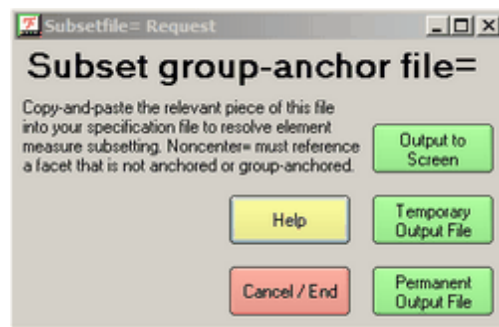 Subsetfile= Request
Subset group-anchor file=
Copy-and-paste the relevant piece of this file
into your specification file to resolve element
measure subsetting. Noncenter= must reference
a facet that is not anchored or group-anchored.
Output to
Screen
Help
Temporary
Output File
Cancel / End
Permanent
Output File